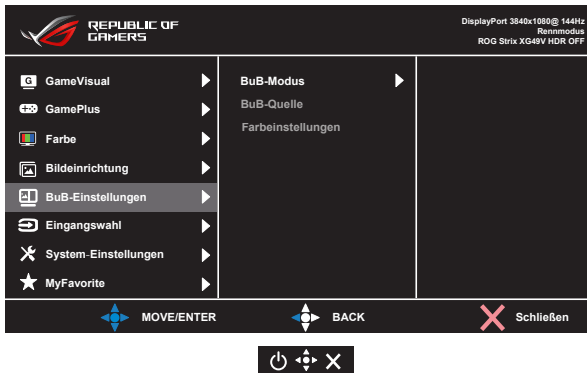 REPUBLIC OF
GAMERS
DisplayPort 3840x1080@ 144Hz
Rennmodus
ROG Strix XG49V HDR OFF
G GameVisual
GamePlus
Farbe
Bildeinrichtung
BuB-Einstellungen
Eingangswahl
System-Einstellungen
MyFavorite
BuB-Modus
BuB-Quelle
Farbeinstellungen
MOVE/ENTER
BACK
Schließen